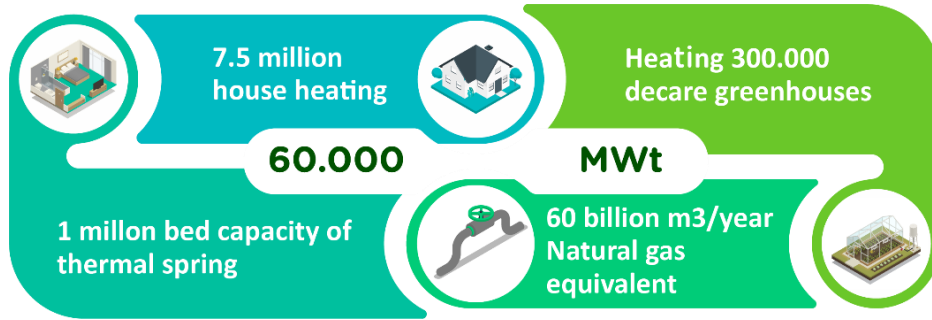 7.5 million
house heating
Heating 300.000
decare greenhouses
60.000 MWt
1 millon bed capacity of
thermal spring
60 billion m3/year
Natural gas
equivalent